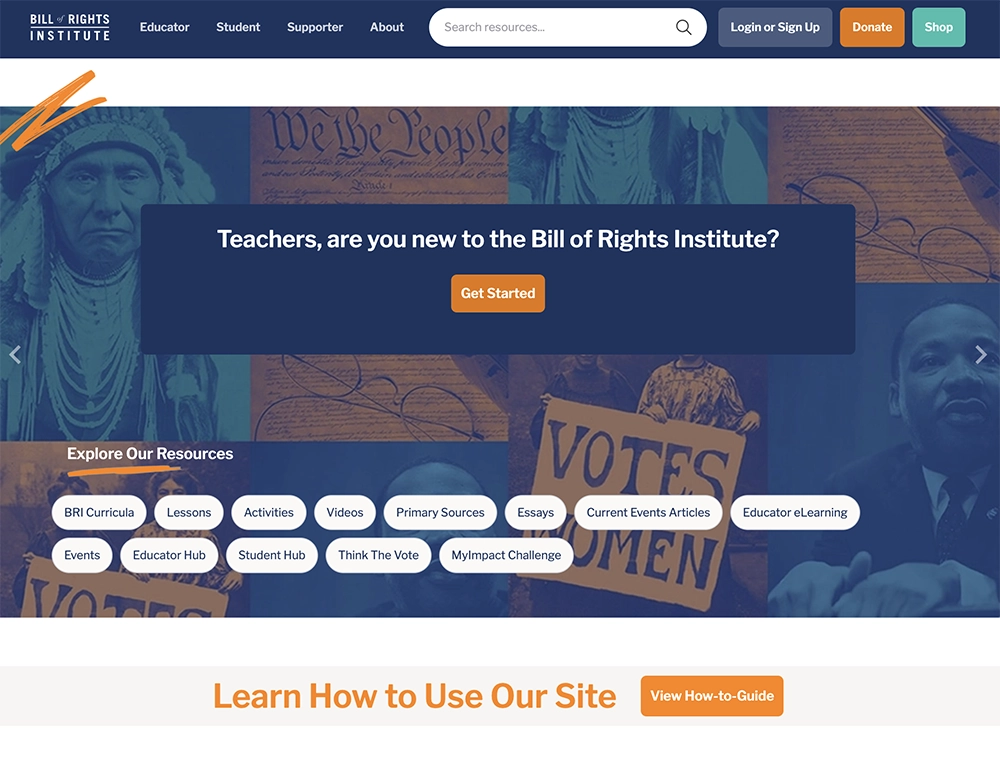 BILL of RIGHTS
INSTITUTE
Educator
Student
Supporter
About
Search resources...
Login or Sign Up
Donate
Shop
We the People
Teachers, are you new to the Bill of Rights Institute?
Get Started
Explore Our Resources
BRI Curricula
Lessons
Activities
Videos
Primary Sources
Essays
Current Events Articles
Educator eLearning
Events
Educator Hub
Student Hub
Think The Vote
MyImpact Challenge
VOTES
WOMEN
VOTES
Learn How to Use Our Site
View How-to-Guide